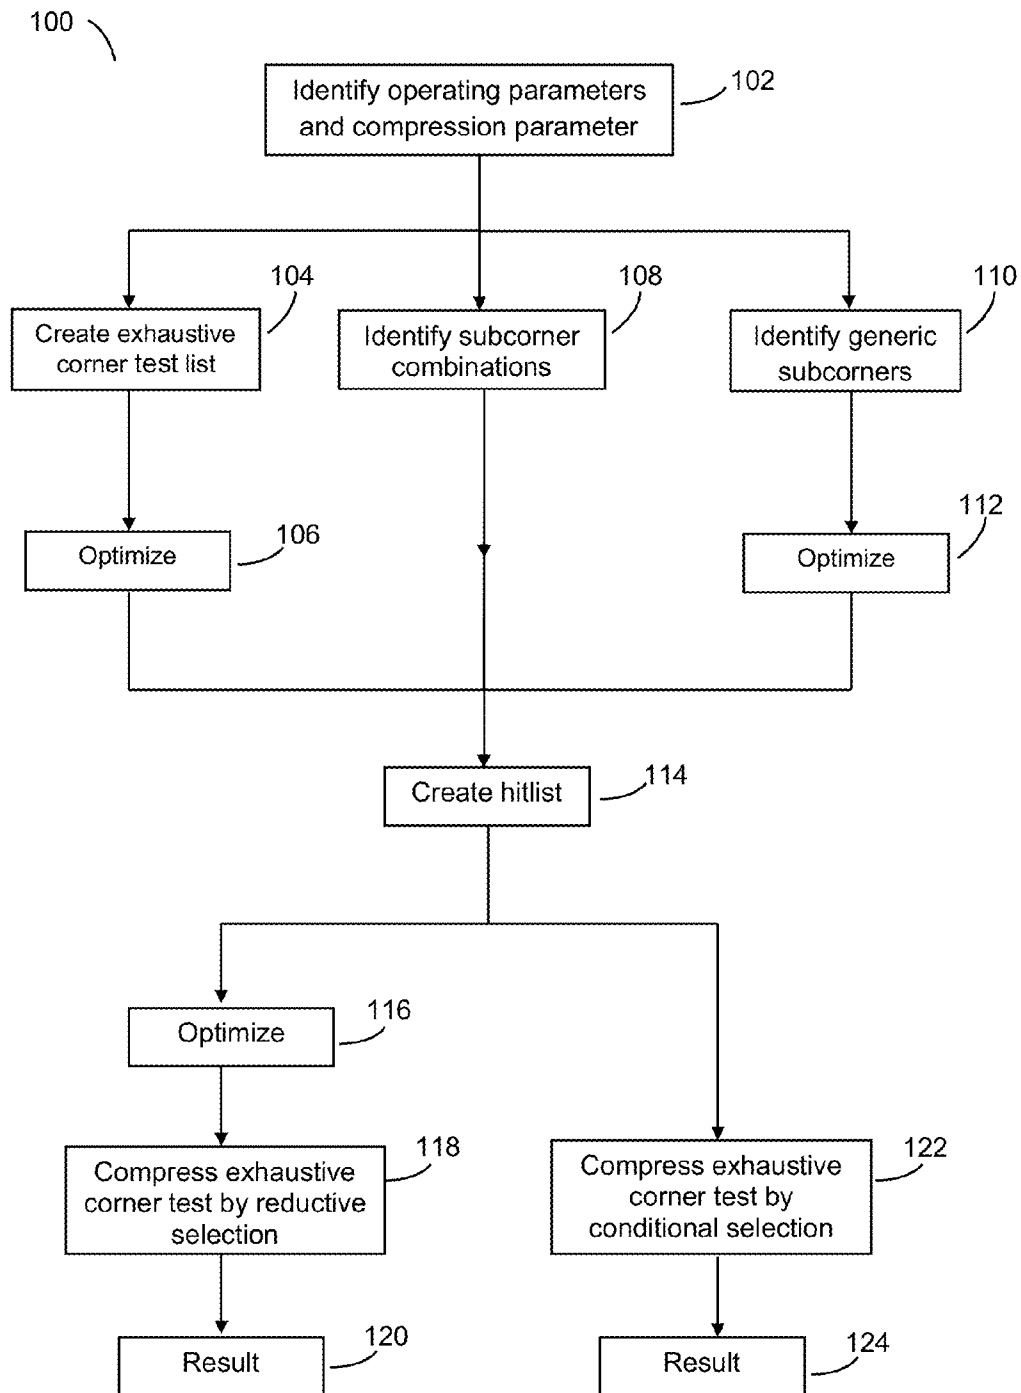 100
Identify operating parameters
and compression parameter
102
104
108
110
Create exhaustive
corner test list
Identify subcorner
combinations
Identify generic
subcorners
106
112
Optimize
Optimize
Create hitlist
114
Optimize
116
118
122
Compress exhaustive
corner test by reductive
selection
Compress exhaustive
corner test by
conditional selection
120
124
Result
Result